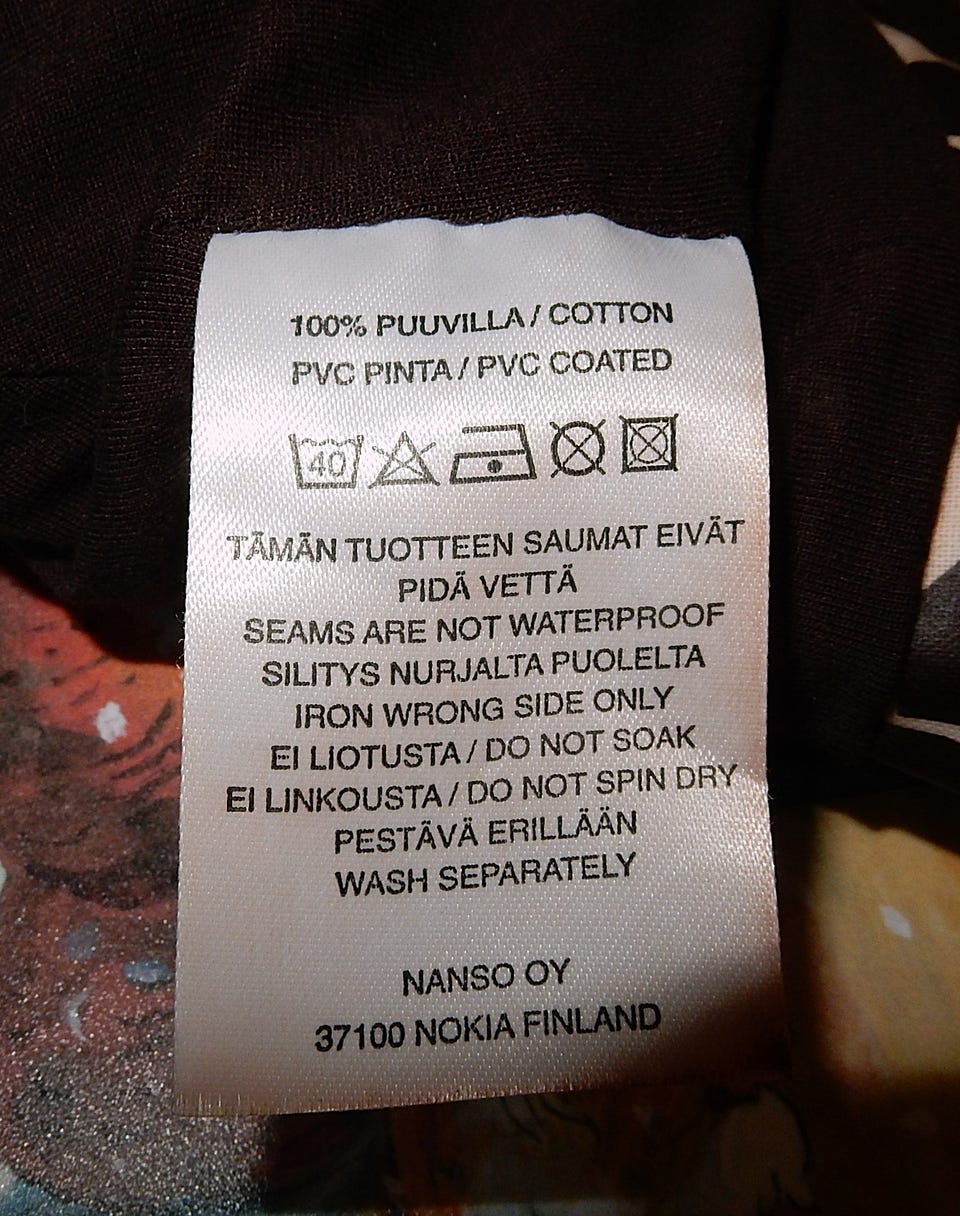 100% PUUVILLA / COTTON
PVC PINTA / PVC COATED
40
TÄMÄN TUOTTEEN SAUMAT EIVÄT
PIDÄ VETTÄ
SEAMS ARE NOT WATERPROOF
SILITYS NURJALTA PUOLELTA
IRON WRONG SIDE ONLY
EI LIOTUSTA / DO NOT SOAK
EI LINKOUSTA / DO NOT SPIN DRY
PESTÄVÄ ERILLÄÄN
WASH SEPARATELY
NANSO OY
37100 NOKIA FINLAND